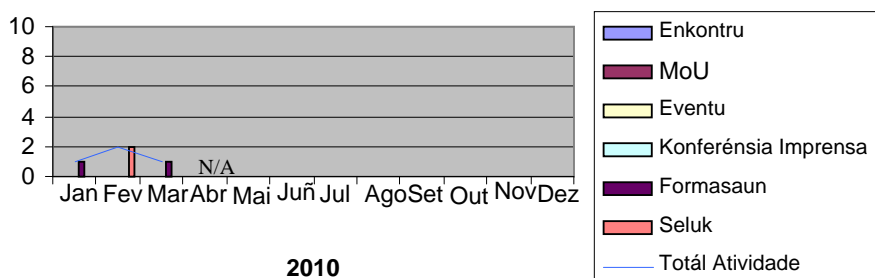 10
8
6
4
2
0
N/A
Jan Fev Mar Abr Mai Juñ Jul Ago Set Out Nov Dez
2010
Enkontru
MoU
Eventu
Konferénsia Imprensa
Formasaun
Seluk
Totál Atividade